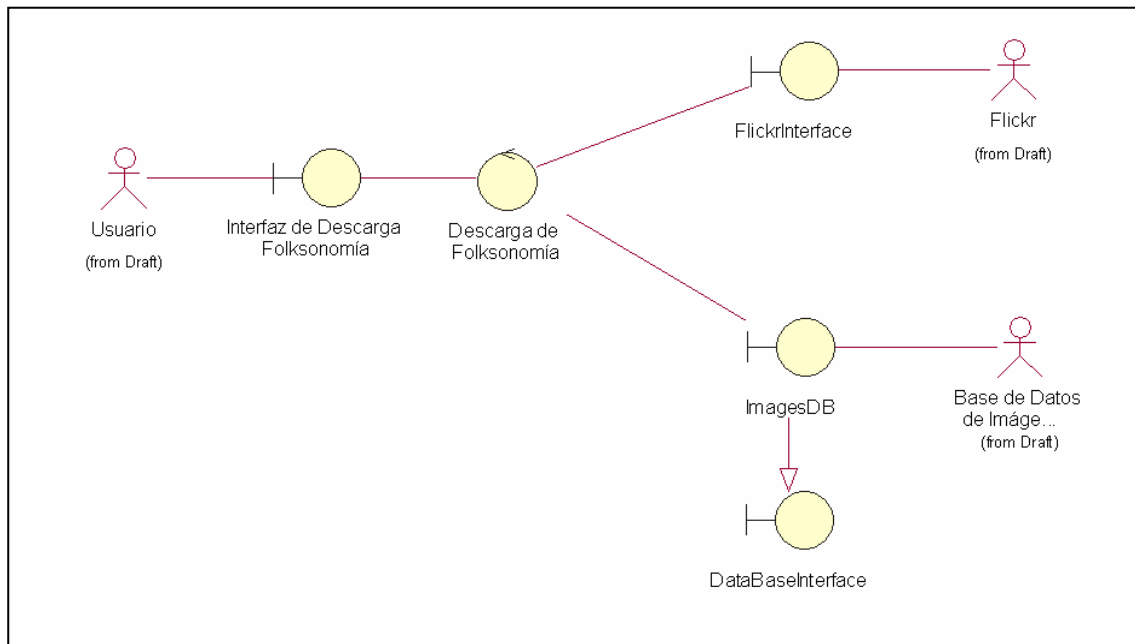 FlickrInterface
Flickr
(from Draft)
Usuario
(from Draft)
Interfaz de Descarga
Folksonomía
Descarga de
Folksonomía
ImagesDB
Base de Datos
de Imáge...
(from Draft)
DataBaseInterface